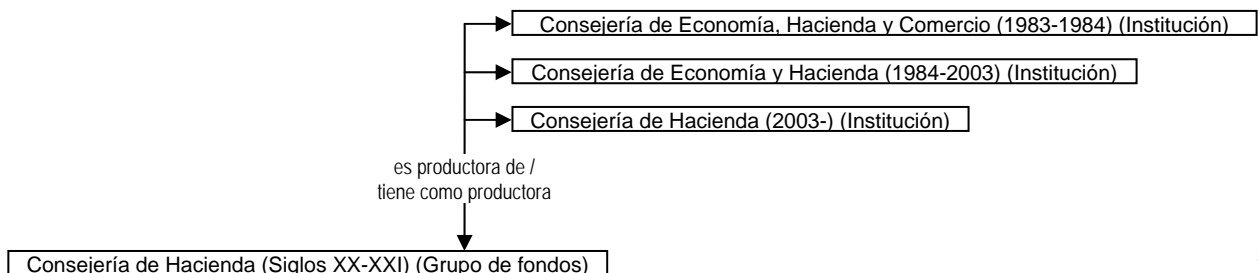 Consejería de Economía, Hacienda y Comercio (1983-1984) (Institución)
Consejería de Economía y Hacienda (1984-2003) (Institución)
Consejería de Hacienda (2003-) (Institución)
es productora de /
tiene como productora
Consejería de Hacienda (Siglos XX-XXI) (Grupo de fondos)